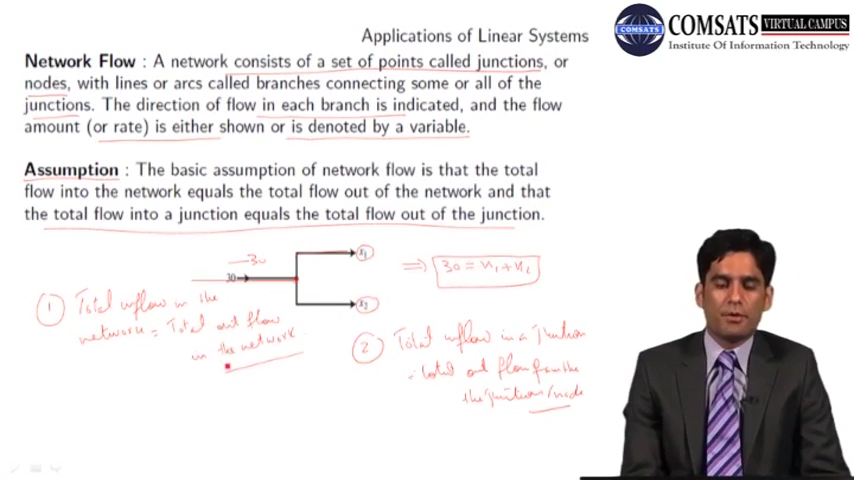 Applications of Linear Systems
COMSATS VIRTUAL CAMPUS
Institute Of Information Technology
Network Flow : A network consists of a set of points called junctions, or
nodes, with lines or arcs called branches connecting some or all of the
junctions. The direction of flow in each branch is indicated, and the flow
amount (or rate) is either shown or is denoted by a variable.
Assumption : The basic assumption of network flow is that the total
flow into the network equals the total flow out of the network and that
the total flow into a junction equals the total flow out of the junction.
30
30
x₁
x₂
⇒ 30 = x₁ + x₂
① Total inflow in the
network = Total out flow
in the network.
② Total inflow in a junction
= total out flow from the
the junction/node